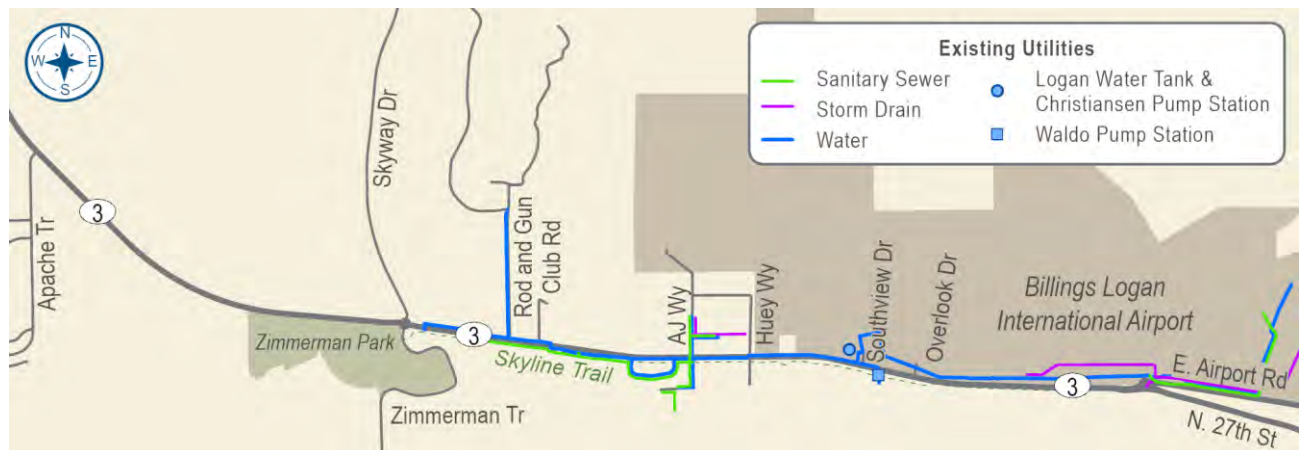 N
W
E
S
Existing Utilities
Sanitary Sewer
Storm Drain
Water
Logan Water Tank &
Christiansen Pump Station
Waldo Pump Station
3
Apache Tr
Skyway Dr
Rod and Gun
Club Rd
Zimmerman Park
3
Skyline Trail
Zimmerman Tr
AJ Wy
Huey Wy
Southview Dr
Overlook Dr
Billings Logan
International Airport
3
E. Airport Rd
N. 27th St